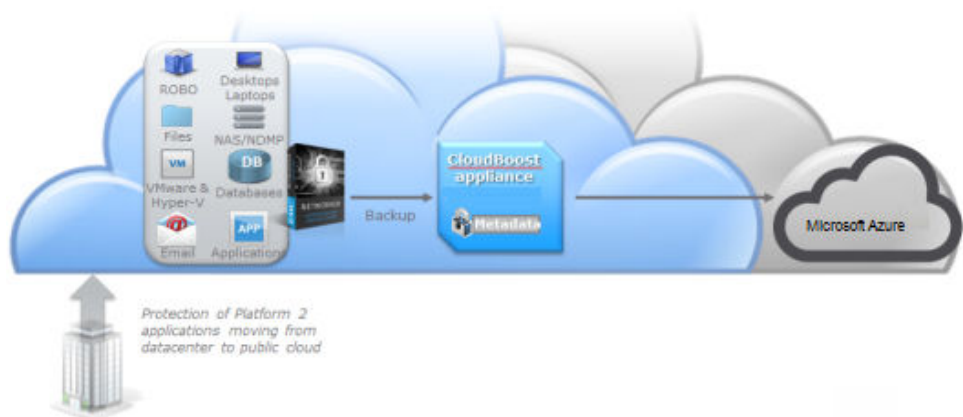 ROBO
Desktops
Laptops
Files
NAS/NDMP
VM
VMware &
Hyper-V
DB
Databases
@
Email
APP
Application
NETWORKER
Backup
CloudBoost
appliance
Metadata
Microsoft Azure
Protection of Platform 2
applications moving from
datacenter to public cloud